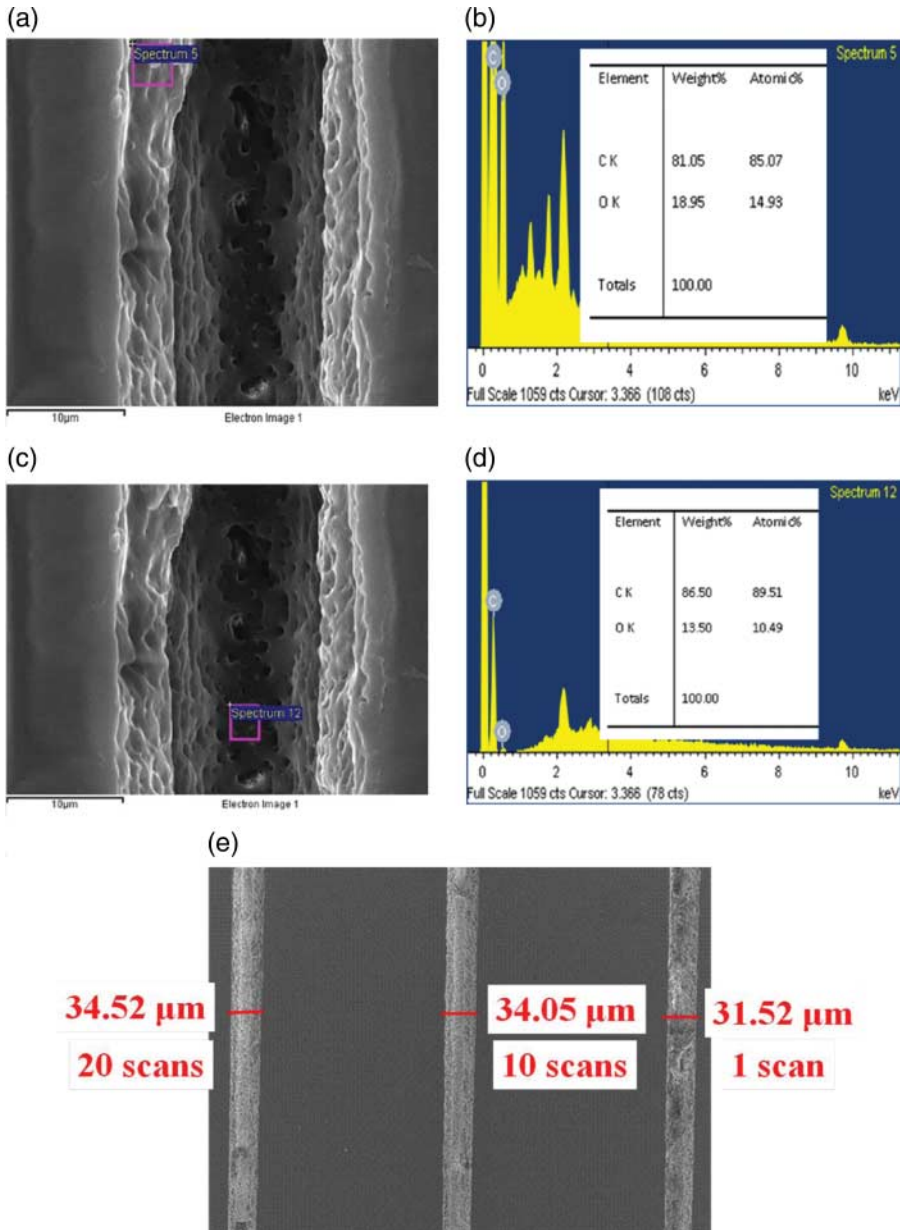 (a)
Spectrum 5
10µm
Electron Image 1
(b)
Spectrum 5
C
O
Element Weight% Atomic%
C K 81.05 85.07
O K 18.95 14.93
Totals 100.00
0 2 4 6 8 10
Full Scale 1059 cts Cursor: 3.366 (108 cts) keV
(c)
Spectrum 12
10µm
Electron Image 1
(d)
Spectrum 12
C
O
Element Weight% Atomic%
C K 86.50 89.51
O K 13.50 10.49
Totals 100.00
0 2 4 6 8 10
Full Scale 1059 cts Cursor: 3.366 (78 cts) keV
(e)
34.52 µm
20 scans
34.05 µm
10 scans
31.52 µm
1 scan